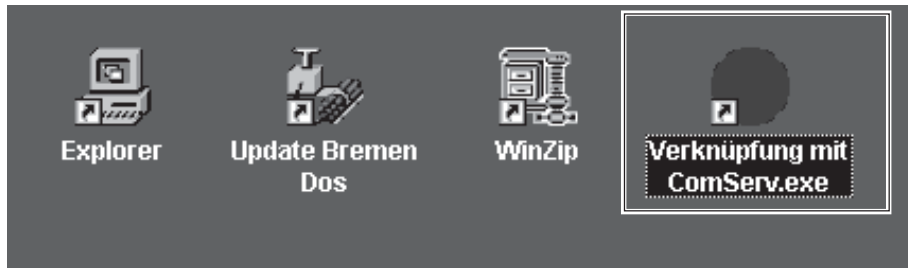 Explorer
Update Bremen
Dos
WinZip
Verknüpfung mit
ComServ.exe